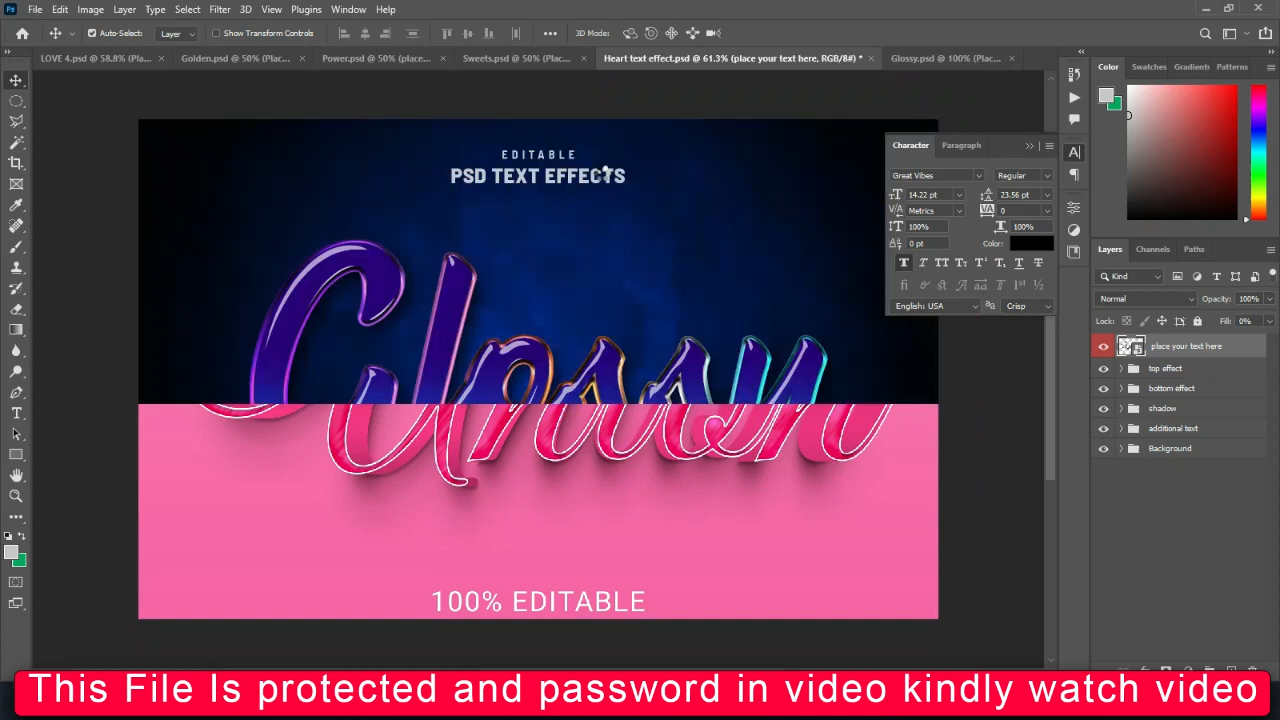 File Edit Image Layer Type Select Filter 3D View Plugins Window Help
Auto-Select: Layer Show Transform Controls 3D Mode:
LOVE 4.psd @ 58.8% (Pla... Golden.psd @ 50% (Place... Power.psd @ 50% (place... Sweets.psd @ 50% (Place... Heart text effect.psd @ 61.3% (place your text here, RGB/8#) * Glossy.psd @ 100% (Plac...
Color Swatches Gradients Patterns
EDITABLE
PSD TEXT EFFECTS
Character Paragraph
Great Vibes Regular
14.22 pt 23.56 pt
Metrics 0
100% 100%
0 pt Color:
English: USA aa Crisp
Layers Channels Paths
Kind
Normal Opacity: 100%
Lock: Fill: 0%
place your text here
top effect
bottom effect
shadow
additional text
Background
100% EDITABLE
This File Is protected and password in video kindly watch video